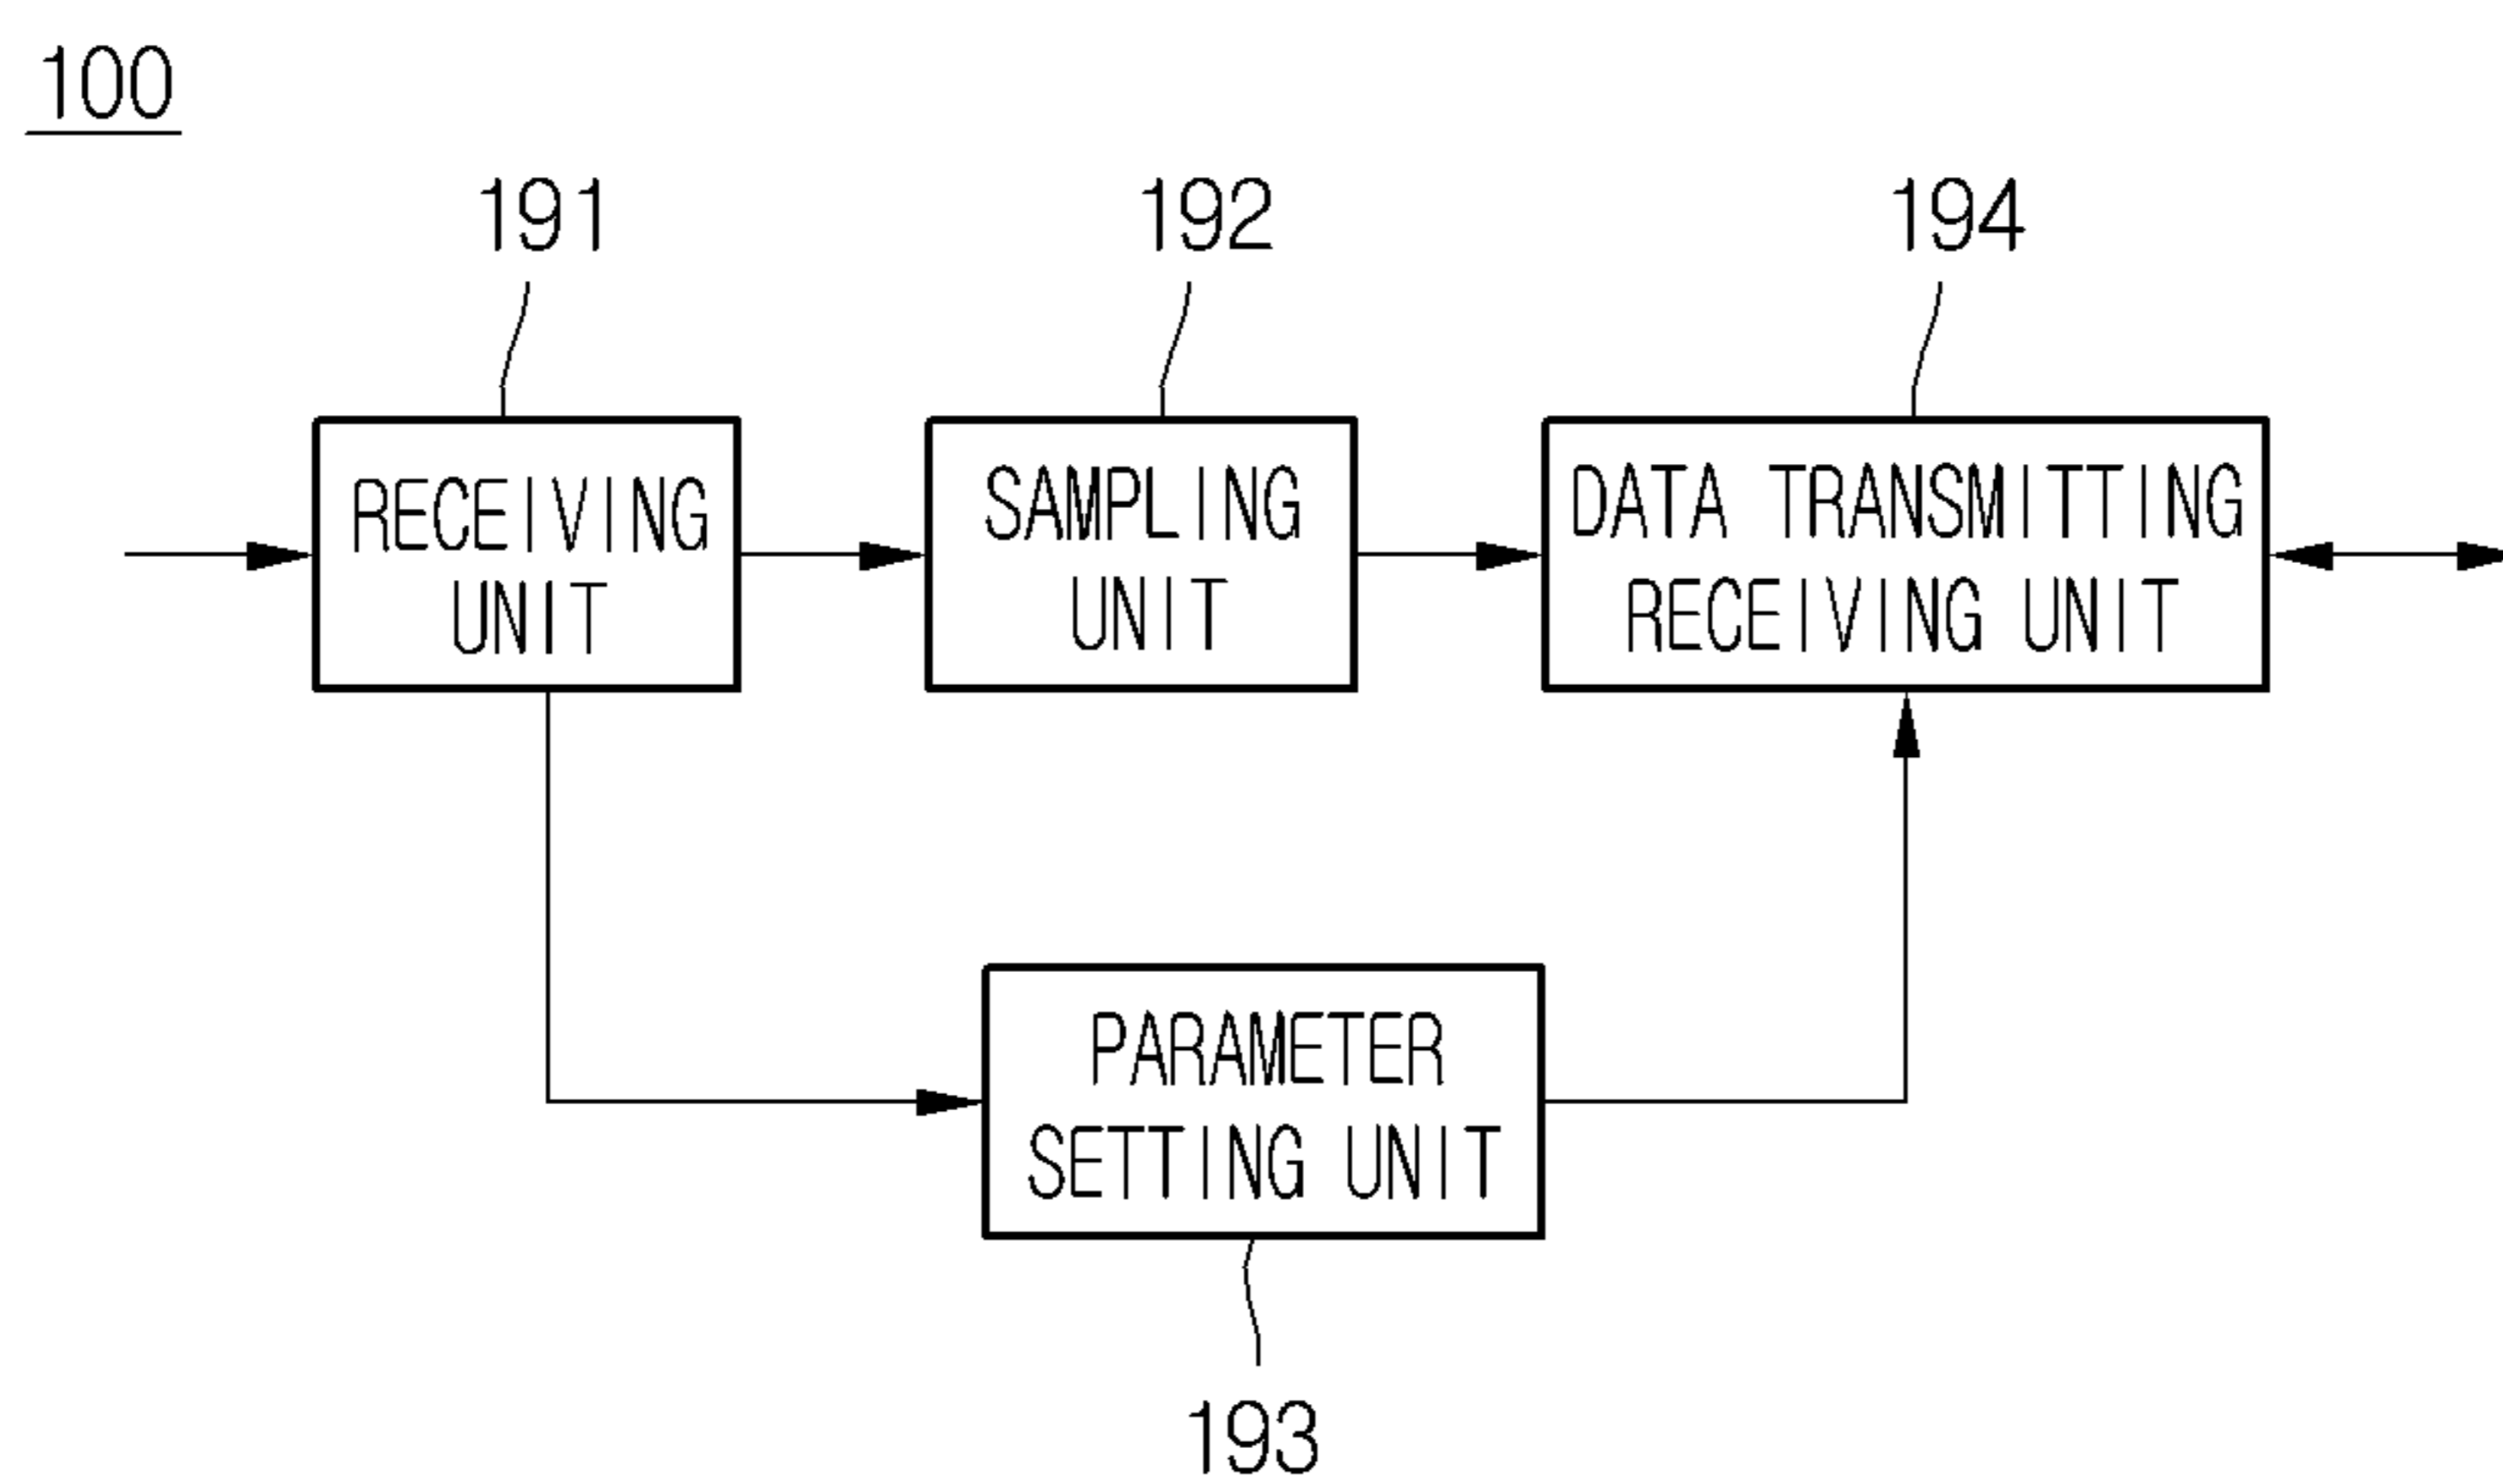 100
191
192
194
RECEIVING
UNIT
SAMPLING
UNIT
DATA TRANSMITTING
RECEIVING UNIT
PARAMETER
SETTING UNIT
193